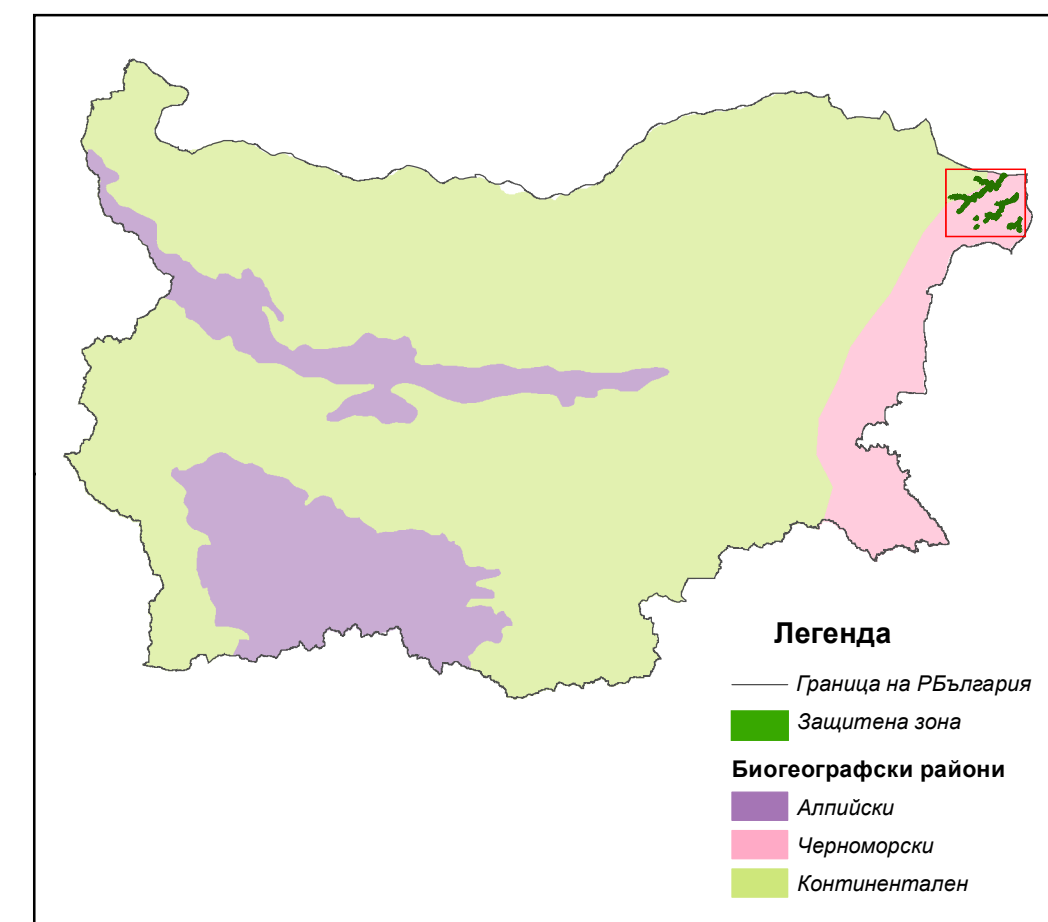 Легенда
Граница на РБългария
Защитена зона
Биогеографски райони
Алпийски
Черноморски
Континентален